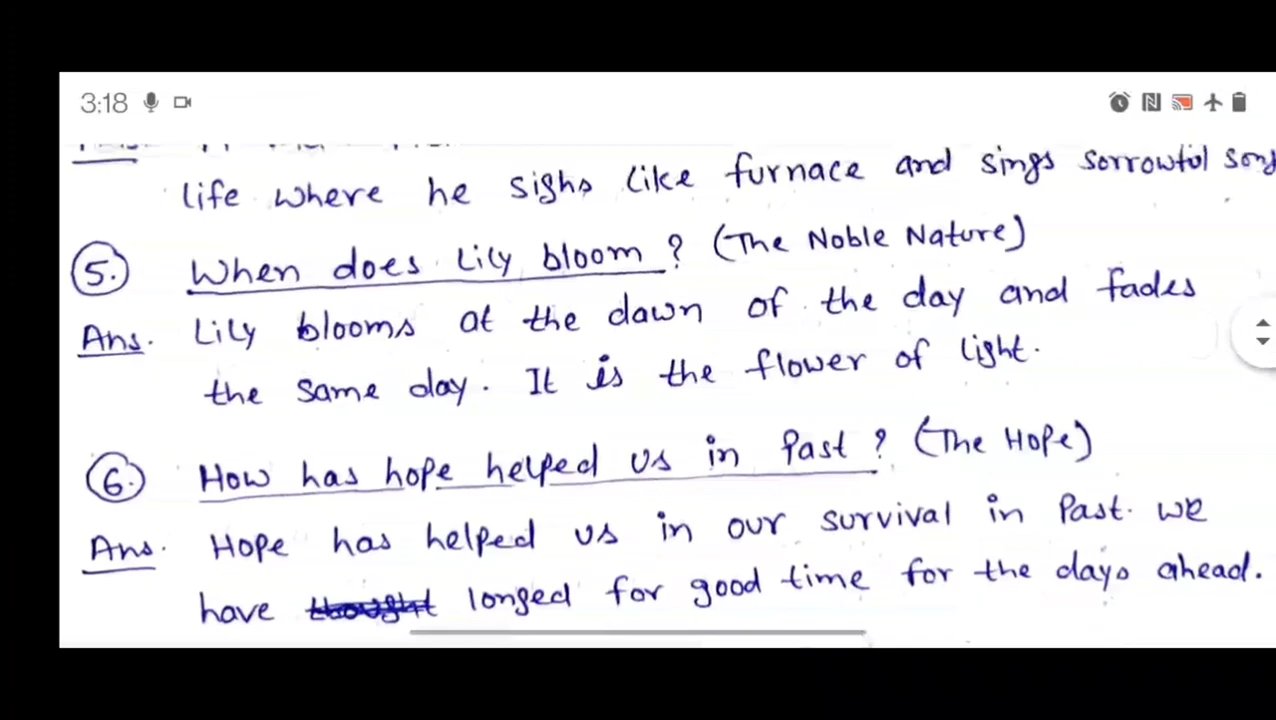 3:18
life where he sighs like furnace and sings sorrowful song
5. When does Lily bloom ? (The Noble Nature)
Ans. Lily blooms at the dawn of the day and fades
the same day. It is the flower of light.
6. How has hope helped us in Past ? (The Hope)
Ans. Hope has helped us in our survival in Past. we
have thought longed for good time for the days ahead.